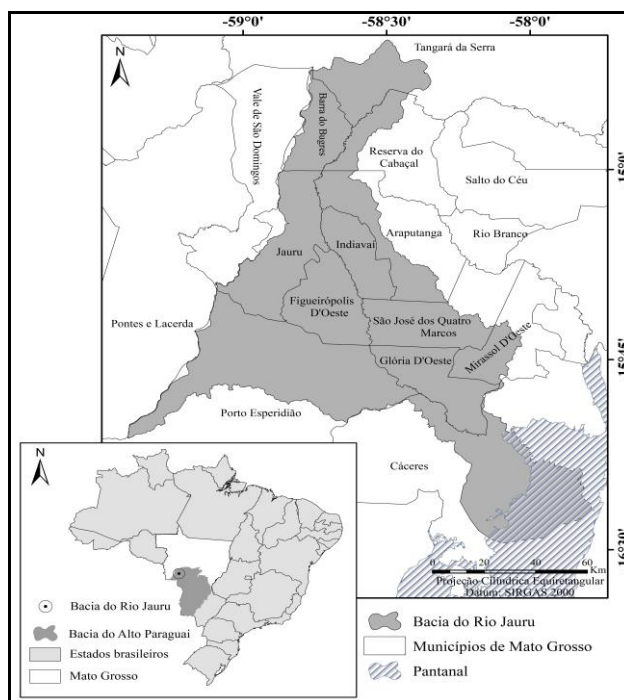 -59°0'
-58°30'
-58°0'
N
Tangará da Serra
Vale de São Domingos
Barra do Bugres
Reserva do
Cabaçal
Salto do Céu
15°0'
Araputanga
Rio Branco
Jauru
Indiavaí
Figueirópolis
D'Oeste
Pontes e Lacerda
São José dos Quatro
Marcos
Mirassol D'Oeste
Glória D'Oeste
15°45'
Porto Esperidião
Cáceres
16°30'
0
20
40
60
Km
Projeção Cilíndrica Equiretangular
Datum: SIRGAS 2000
N
Bacia do Rio Jauru
Bacia do Alto Paraguai
Estados brasileiros
Mato Grosso
Bacia do Rio Jauru
Municípios de Mato Grosso
Pantanal